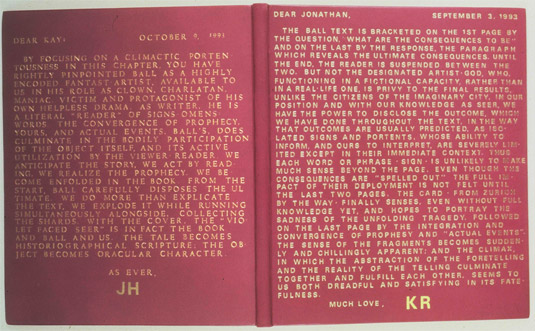 DEAR KAY:
OCTOBER 9, 1993
BY FOCUSING ON A CLIMACTIC PORTEN
TOUSNESS IN THIS CHAPTER, YOU HAVE
RIGHTLY PINPOINTED BALL AS A HIGHLY
ENCODED FANTAST-ARTIST, AVAILABLE TO
US IN HIS ROLE AS CLOWN, CHARLATAN,
MANIAC, VICTIM AND PROTAGONIST OF HIS
OWN HELPLESS DRAMA. AS WRITER, HE IS
A LITERAL "READER" OF SIGNS, OMENS,
WORDS. THE CONVERGENCE OF PROPHECY,
YOURS, AND ACTUAL EVENTS, BALL'S, DOES
CULMINATE IN THE BODILY PARTICIPATION
OF THE OBJECT ITSELF, AND ITS ACTIVE
UTILIZATION BY THE VIEWER READER. WE
ANTICIPATE THE STORY, WE ACT BY READ
ING, WE REALIZE THE PROPHECY. WE BE
COME ENFOLDED IN THE BOOK. FROM THE
START, BALL CAREFULLY DISPOSES THE UL
TIMATE. WE DO MORE THAN EXPLICATE
THE TEXT, WE EXPLOIT IT WHILE RUNNING
SIMULTANEOUSLY ALONGSIDE, COLLECTING
THE SHARDS. WITH THE COVER, THE "VIO
LET FACED SEER" IS IN FACT THE BOOK
AND BALL, AND US. THE TALE BECOMES
HISTORIOGRAPHICAL SCRIPTURE. THE OB
JECT BECOMES ORACULAR CHARACTER.
AS EVER,
JH
DEAR JONATHAN,
SEPTEMBER 3, 1993
THE BALL TEXT IS BRACKETED ON THE 1ST PAGE BY
THE QUESTION, "WHAT ARE THE CONSEQUENCES TO BE"
AND ON THE LAST BY THE RESPONSE, THE PARAGRAPH
WHICH REVEALS THE ULTIMATE CONSEQUENCES. UNTIL
THE END, THE READER IS SUSPENDED BETWEEN THE
TWO. BUT NOT THE DESIGNATED ARTIST-GOD, WHO,
FUNCTIONING IN A FICTIONAL CAPACITY, RATHER THAN
IN A REAL-LIFE ONE, IS PRIVY TO THE FINAL RESULTS,
UNLIKE THE CITIZENS OF THE IMAGINARY CITY. IN OUR
POSITION AND WITH OUR KNOWLEDGE AS SEER, WE
HAVE THE POWER TO DISCLOSE THE OUTCOME, WHICH
WE HAVE DONE THROUGHOUT THE TEXT, IN THE WAY
THAT OUTCOMES ARE USUALLY PREDICTED, AS ISO-
LATED SIGNS AND PORTENTS, WHOSE ABILITY TO
INFORM, AND OURS TO INTERPRET, ARE SEVERELY LIM-
ITED EXCEPT IN THEIR IMMEDIATE CONTEXT. THUS
EACH WORD OR PHRASE - SIGN - IS UNLIKELY TO MAKE
MUCH SENSE BEYOND THE PAGE. EVEN THOUGH THE
CONSEQUENCES ARE "SPELLED OUT," THE FULL IM-
PACT OF THEIR DEPLOYMENT IS NOT FELT UNTIL
THE LAST TWO PAGES. THE CARD - FROM ZURICH
BY THE WAY - FINALLY SENSES, EVEN WITHOUT FULL
KNOWLEDGE YET, AND HOPES TO PORTRAY THE
SADNESS OF THE UNFOLDING TRAGEDY, FOLLOWED
ON THE LAST PAGE BY THE INTEGRATION AND
CONVERGENCE OF PROPHECY AND "ACTUAL EVENTS".
THE SENSE OF THE FRAGMENTS BECOMES SUDDEN-
LY AND CHILLINGLY APPARENT; AND THE CLIMAX,
IN WHICH THE ABSTRACTION OF THE FORETELLING
AND THE REALITY OF THE TELLING CULMINATE
TOGETHER AND FULFILL EACH OTHER, SEEMS TO
US BOTH DREADFUL AND SATISFYING IN ITS FATE-
FULNESS.
MUCH LOVE,
KR